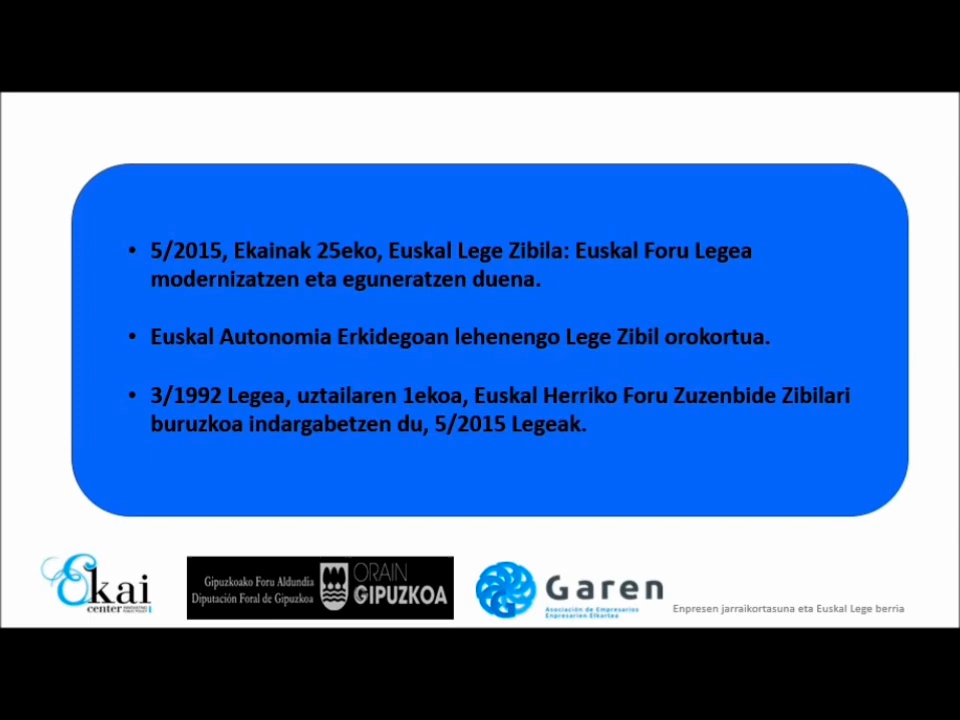 • 5/2015, Ekainak 25eko, Euskal Lege Zibila: Euskal Foru Legea
modernizatzen eta eguneratzen duena.
• Euskal Autonomia Erkidegoan lehenengo Lege Zibil orokortua.
• 3/1992 Legea, uztailaren 1ekoa, Euskal Herriko Foru Zuzenbide Zibilari
buruzkoa indargabetzen du, 5/2015 Legeak.
Ekai
center
Gipuzkoako Foru Aldundia
Diputación Foral de Gipuzkoa
ORAIN
GIPUZKOA
Garen
Asociación de Empresarios
Enpresarien Elkartea
Enpresen jarraikortasuna eta Euskal Lege berria